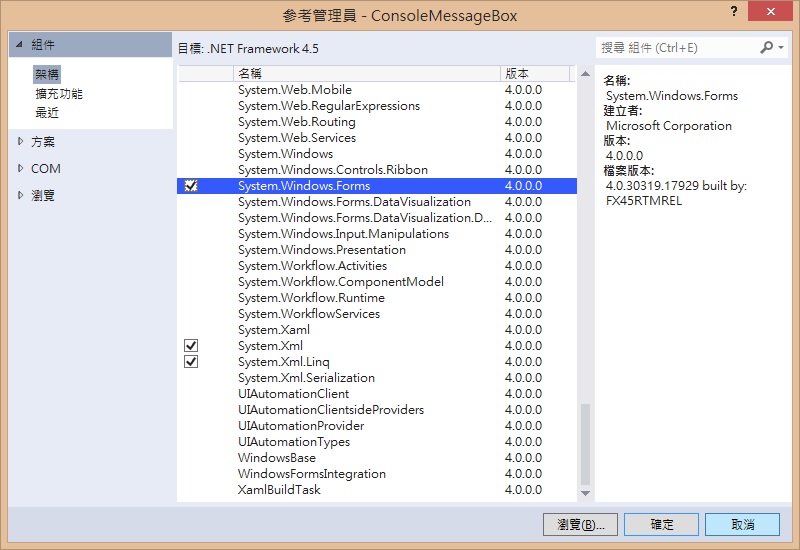 參考管理員 - ConsoleMessageBox
? ×
組件
架構
擴充功能
最近
方案
COM
瀏覽
目標: .NET Framework 4.5
搜尋 組件 (Ctrl+E)
名稱 版本
System.Web.Mobile 4.0.0.0
System.Web.RegularExpressions 4.0.0.0
System.Web.Routing 4.0.0.0
System.Web.Services 4.0.0.0
System.Windows 4.0.0.0
System.Windows.Controls.Ribbon 4.0.0.0
System.Windows.Forms 4.0.0.0
System.Windows.Forms.DataVisualization 4.0.0.0
System.Windows.Forms.DataVisualization.D... 4.0.0.0
System.Windows.Input.Manipulations 4.0.0.0
System.Windows.Presentation 4.0.0.0
System.Workflow.Activities 4.0.0.0
System.Workflow.ComponentModel 4.0.0.0
System.Workflow.Runtime 4.0.0.0
System.WorkflowServices 4.0.0.0
System.Xaml 4.0.0.0
System.Xml 4.0.0.0
System.Xml.Linq 4.0.0.0
System.Xml.Serialization 4.0.0.0
UIAutomationClient 4.0.0.0
UIAutomationClientsideProviders 4.0.0.0
UIAutomationProvider 4.0.0.0
UIAutomationTypes 4.0.0.0
WindowsBase 4.0.0.0
WindowsFormsIntegration 4.0.0.0
XamlBuildTask 4.0.0.0
名稱:
System.Windows.Forms
建立者:
Microsoft Corporation
版本:
4.0.0.0
檔案版本:
4.0.30319.17929 built by:
FX45RTMREL
瀏覽(B)... 確定 取消